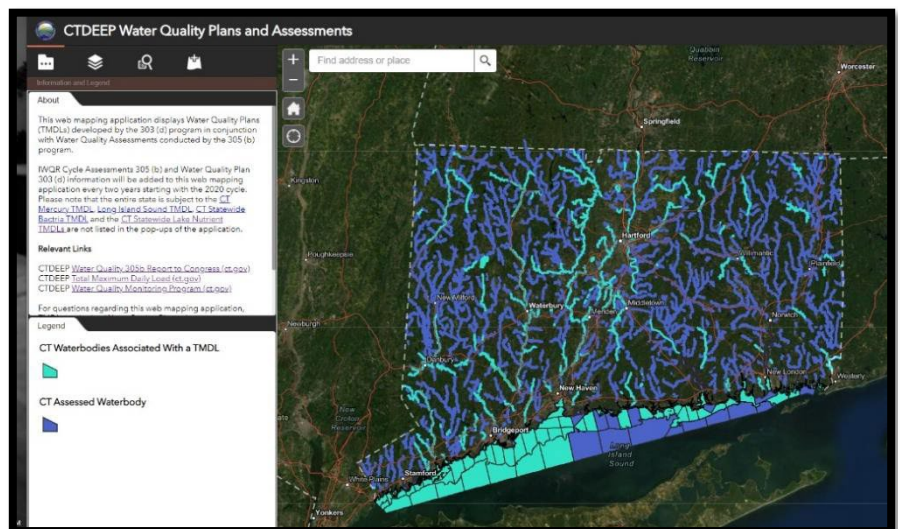 CTDEEP Water Quality Plans and Assessments
Find address or place
Information and Legend
About
This web mapping application displays Water Quality Plans
(TMDLs) developed by the 303 (d) program in conjunction
with Water Quality Assessments conducted by the 305 (b)
program.
IWQR Cycle Assessments 305 (b) and Water Quality Plan
303 (d) information will be added to this web mapping
application every two years starting with the 2020 cycle.
Please note that the entire state is subject to the CT
Mercury TMDL, Long Island Sound TMDL, CT Statewide
Bactria TMDL and the CT Statewide Lake Nutrient
TMDLs are not listed in the pop-ups of the application.
Relevant Links
CTDEEP Water Quality 305b Report to Congress (ct.gov)
CTDEEP Total Maximum Daily Load (ct.gov)
CTDEEP Water Quality Monitoring Program (ct.gov)
For questions regarding this web mapping application,
Legend
CT Waterbodies Associated With a TMDL
CT Assessed Waterbody
Quabbin
Reservoir
Worcester
Springfield
Kingston
Hartford
Poughkeepsie
Willimantic
Plainfield
New Milford
Waterbury
Middletown
Meriden
Norwich
Newburgh
Danbury
New London
Westerly
New Haven
New
Croton
Reservoir
Bridgeport
Long
Island
Sound
Stamford
White Plains
Yonkers